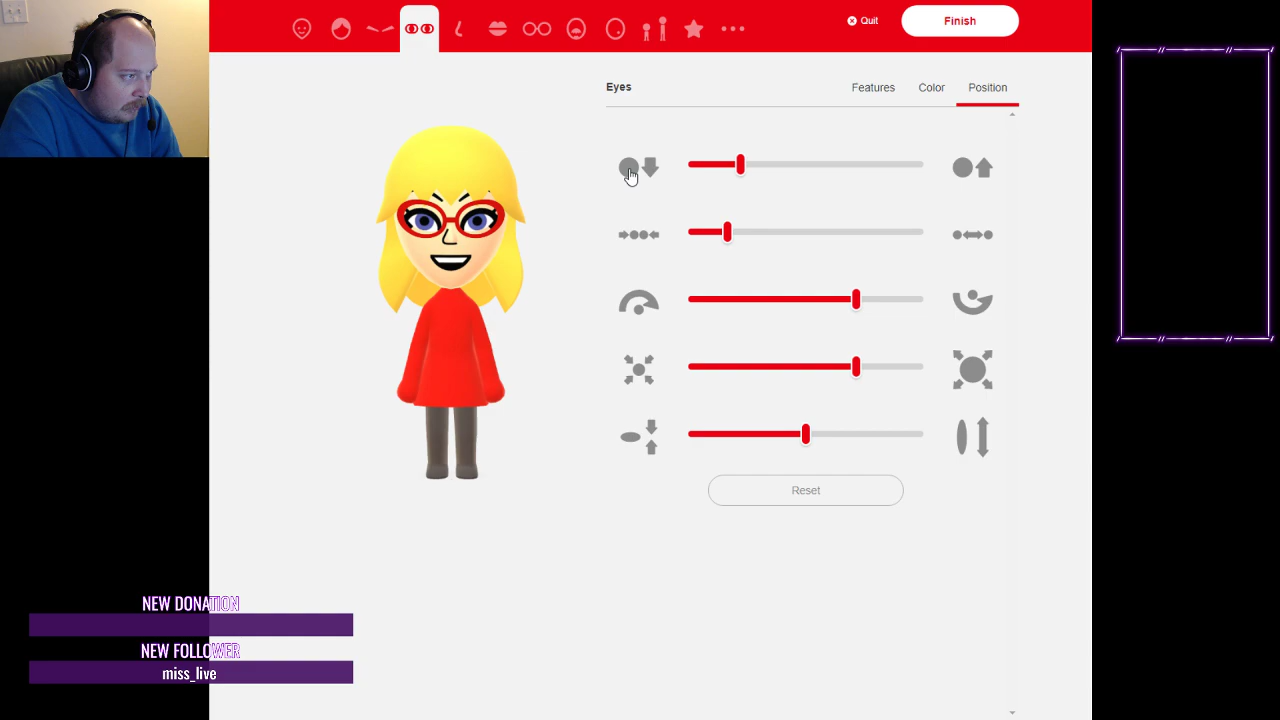 Quit
Finish
Eyes
Features
Color
Position
Reset
NEW DONATION
NEW FOLLOWER
miss_live